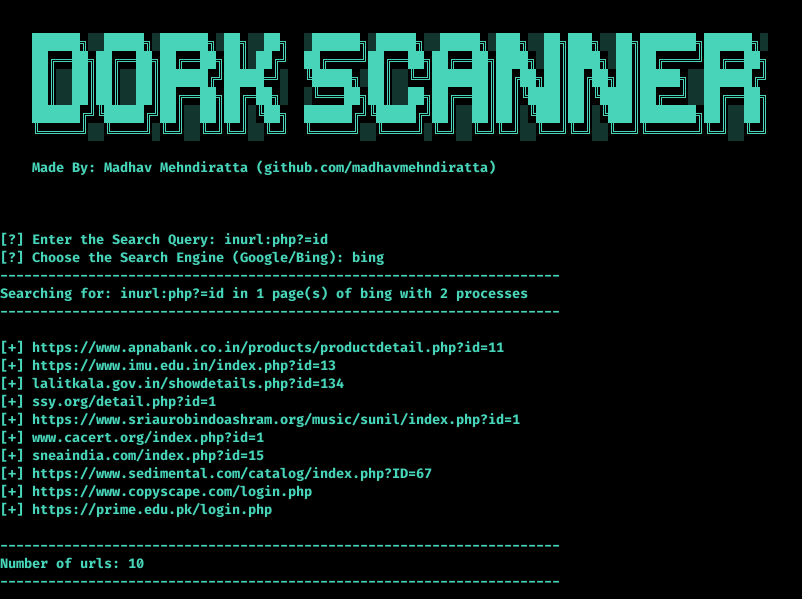 DORK SCANNER
Made By: Madhav Mehndiratta (github.com/madhavmehndiratta)
[?] Enter the Search Query: inurl:php?=id
[?] Choose the Search Engine (Google/Bing): bing
----------------------------------------------------------------------
Searching for: inurl:php?=id in 1 page(s) of bing with 2 processes
----------------------------------------------------------------------
[+] https://www.apnabank.co.in/products/productdetail.php?id=11
[+] https://www.imu.edu.in/index.php?id=13
[+] lalitkala.gov.in/showdetails.php?id=134
[+] ssy.org/detail.php?id=1
[+] https://www.sriaurobindoashram.org/music/sunil/index.php?id=1
[+] www.cacert.org/index.php?id=1
[+] sneaindia.com/index.php?id=15
[+] https://www.sedimental.com/catalog/index.php?ID=67
[+] https://www.copyscape.com/login.php
[+] https://prime.edu.pk/login.php
----------------------------------------------------------------------
Number of urls: 10
----------------------------------------------------------------------